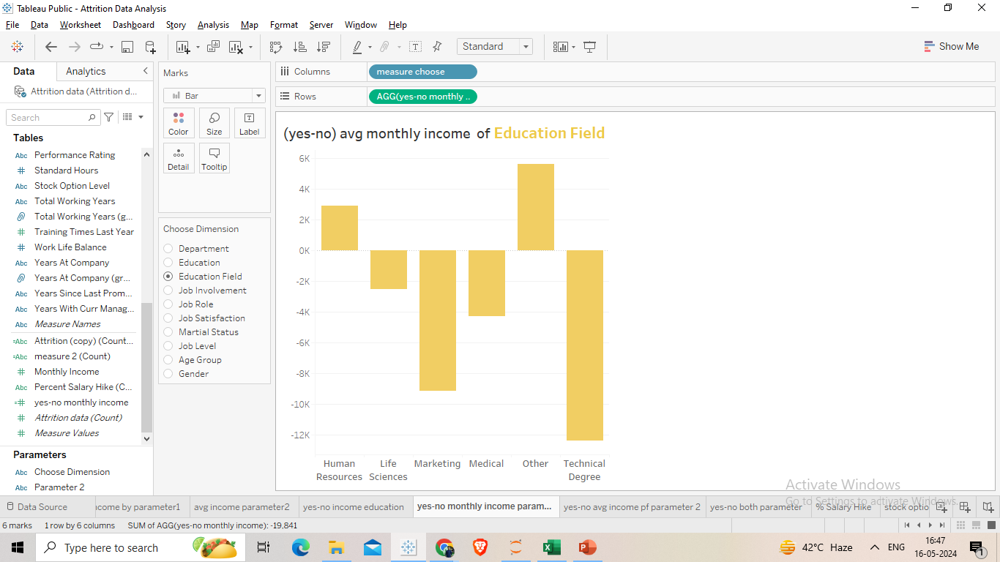 Tableau Public - Attrition Data Analysis
File Data Worksheet Dashboard Story Analysis Map Format Server Window Help
Standard
Show Me
Data Analytics
Attrition data (Attrition d...
Search
Tables
Abc Performance Rating
# Standard Hours
Abc Stock Option Level
Abc Total Working Years
Total Working Years (g...
# Training Times Last Year
# Work Life Balance
Abc Years At Company
Years At Company (gr...
Abc Years Since Last Prom...
Abc Years With Curr Manag...
Abc Measure Names
=Abc Attrition (copy) (Count...
=Abc measure 2 (Count)
# Monthly Income
Abc Percent Salary Hike (C...
=# yes-no monthly income
# Attrition data (Count)
# Measure Values
Parameters
Abc Choose Dimension
Abc Parameter 2
Marks
Bar
Color Size Label
Detail Tooltip
Choose Dimension
Department
Education
Education Field
Job Involvement
Job Role
Job Satisfaction
Martial Status
Job Level
Age Group
Gender
Columns measure choose
Rows AGG(yes-no monthly ..
(yes-no) avg monthly income of Education Field
6K
4K
2K
0K
-2K
-4K
-6K
-8K
-10K
-12K
Human Resources
Life Sciences
Marketing
Medical
Other
Technical Degree
Activate Windows
Go to Settings to activate Windows.
Data Source
ncome by parameter1
avg income parameter2
yes-no income education
yes-no monthly income param...
yes-no avg income pf parameter 2
yes-no both parameter
% Salary Hike
stock optio
6 marks 1 row by 6 columns SUM of AGG(yes-no monthly income): -19,841
Type here to search
42°C Haze
ENG
16:47
16-05-2024
1